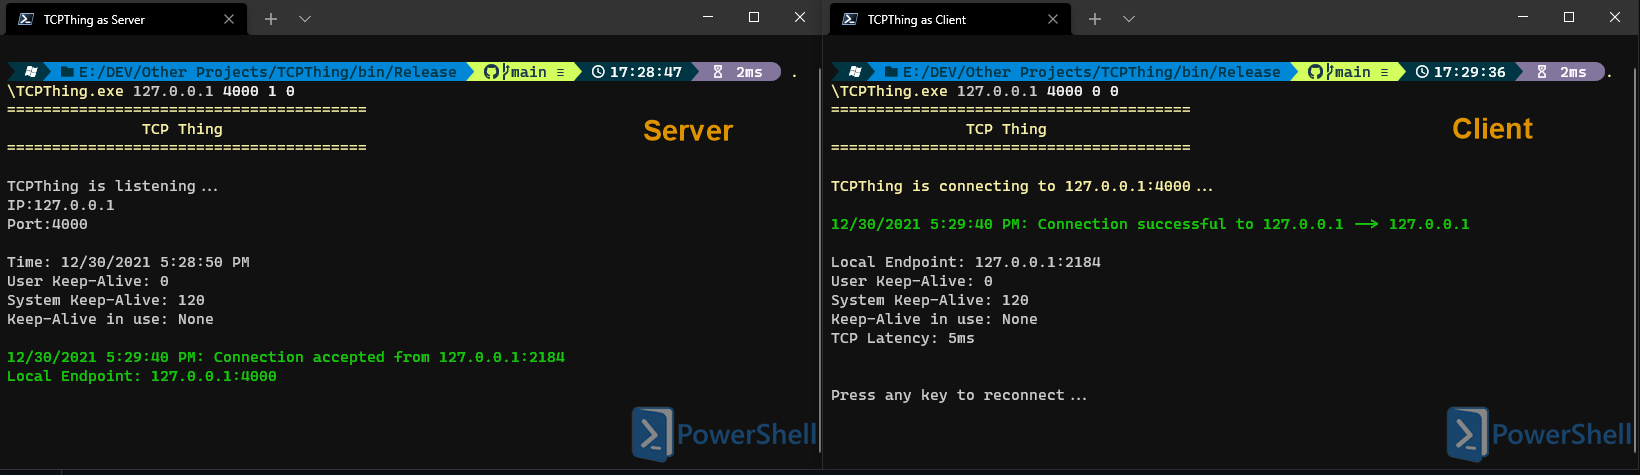 TCPThing as Server
E:/DEV/Other Projects/TCPThing/bin/Release main ≡ 17:28:47 2ms .
\TCPThing.exe 127.0.0.1 4000 1 0
========================================
TCP Thing
========================================
Server
TCPThing is listening...
IP:127.0.0.1
Port:4000
Time: 12/30/2021 5:28:50 PM
User Keep-Alive: 0
System Keep-Alive: 120
Keep-Alive in use: None
12/30/2021 5:29:40 PM: Connection accepted from 127.0.0.1:2184
Local Endpoint: 127.0.0.1:4000
PowerShell
TCPThing as Client
E:/DEV/Other Projects/TCPThing/bin/Release main ≡ 17:29:36 2ms .
\TCPThing.exe 127.0.0.1 4000 0 0
========================================
TCP Thing
========================================
Client
TCPThing is connecting to 127.0.0.1:4000...
12/30/2021 5:29:40 PM: Connection successful to 127.0.0.1 --> 127.0.0.1
Local Endpoint: 127.0.0.1:2184
User Keep-Alive: 0
System Keep-Alive: 120
Keep-Alive in use: None
TCP Latency: 5ms
Press any key to reconnect...
PowerShell